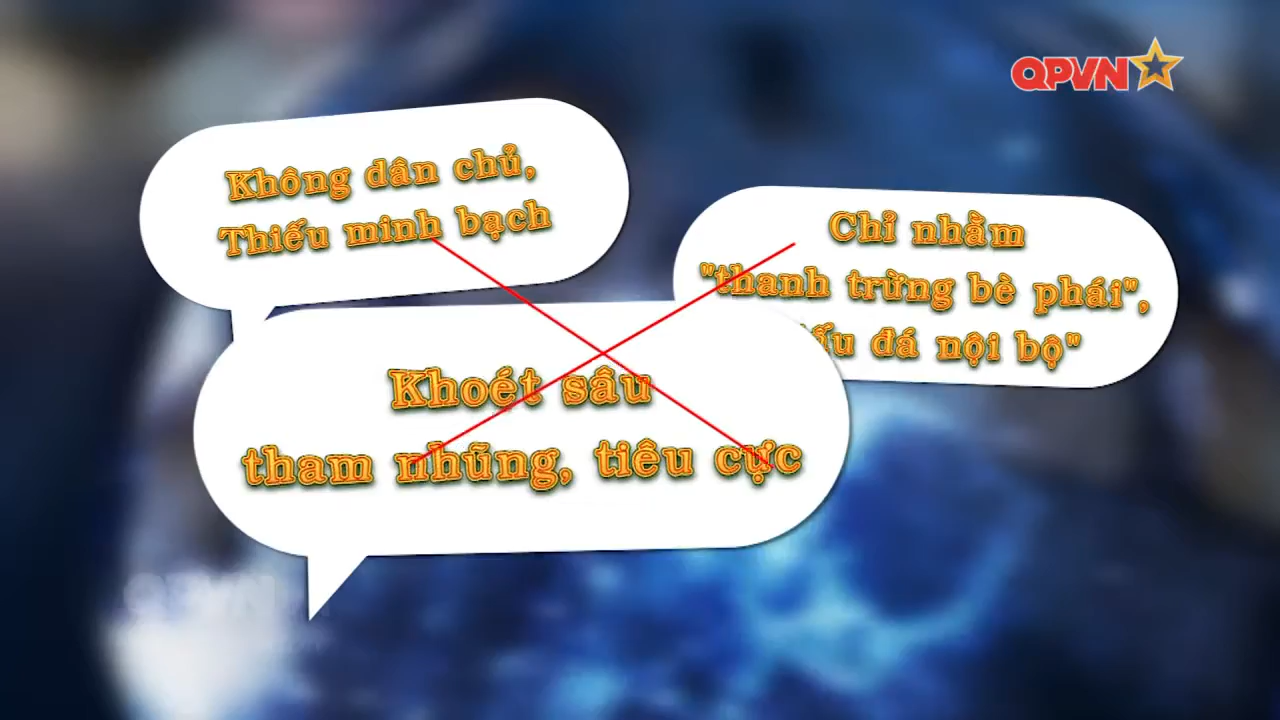 QPVN
Không dân chủ,
Thiếu minh bạch
Chỉ nhằm
"thanh trừng bè phái",
đá nội bộ"
Khoét sâu
tham nhũng, tiêu cực